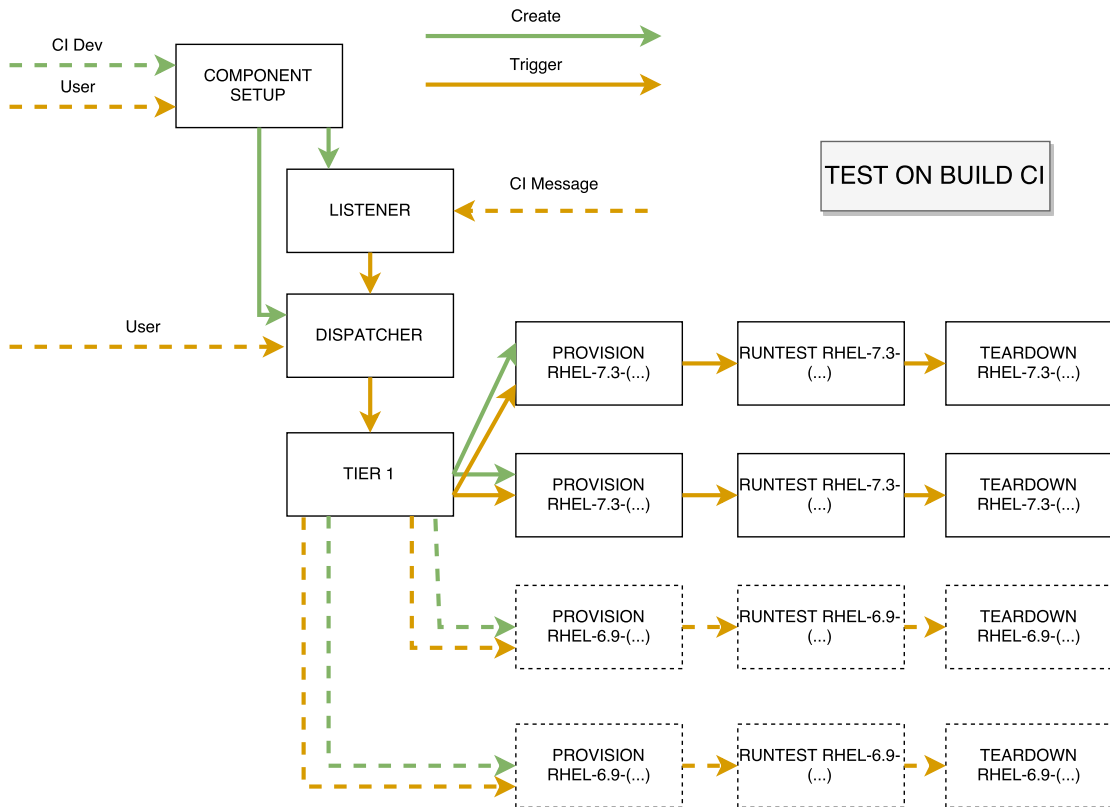 Create
CI Dev
Trigger
User
COMPONENT
SETUP
TEST ON BUILD CI
CI Message
LISTENER
User
DISPATCHER
PROVISION
RHEL-7.3-(...)
RUNTEST RHEL-7.3-
(...)
TEARDOWN
RHEL-7.3-(...)
TIER 1
PROVISION
RHEL-7.3-(...)
RUNTEST RHEL-7.3-
(...)
TEARDOWN
RHEL-7.3-(...)
PROVISION
RHEL-6.9-(...)
RUNTEST RHEL-6.9-
(...)
TEARDOWN
RHEL-6.9-(...)
PROVISION
RHEL-6.9-(...)
RUNTEST RHEL-6.9-
(...)
TEARDOWN
RHEL-6.9-(...)